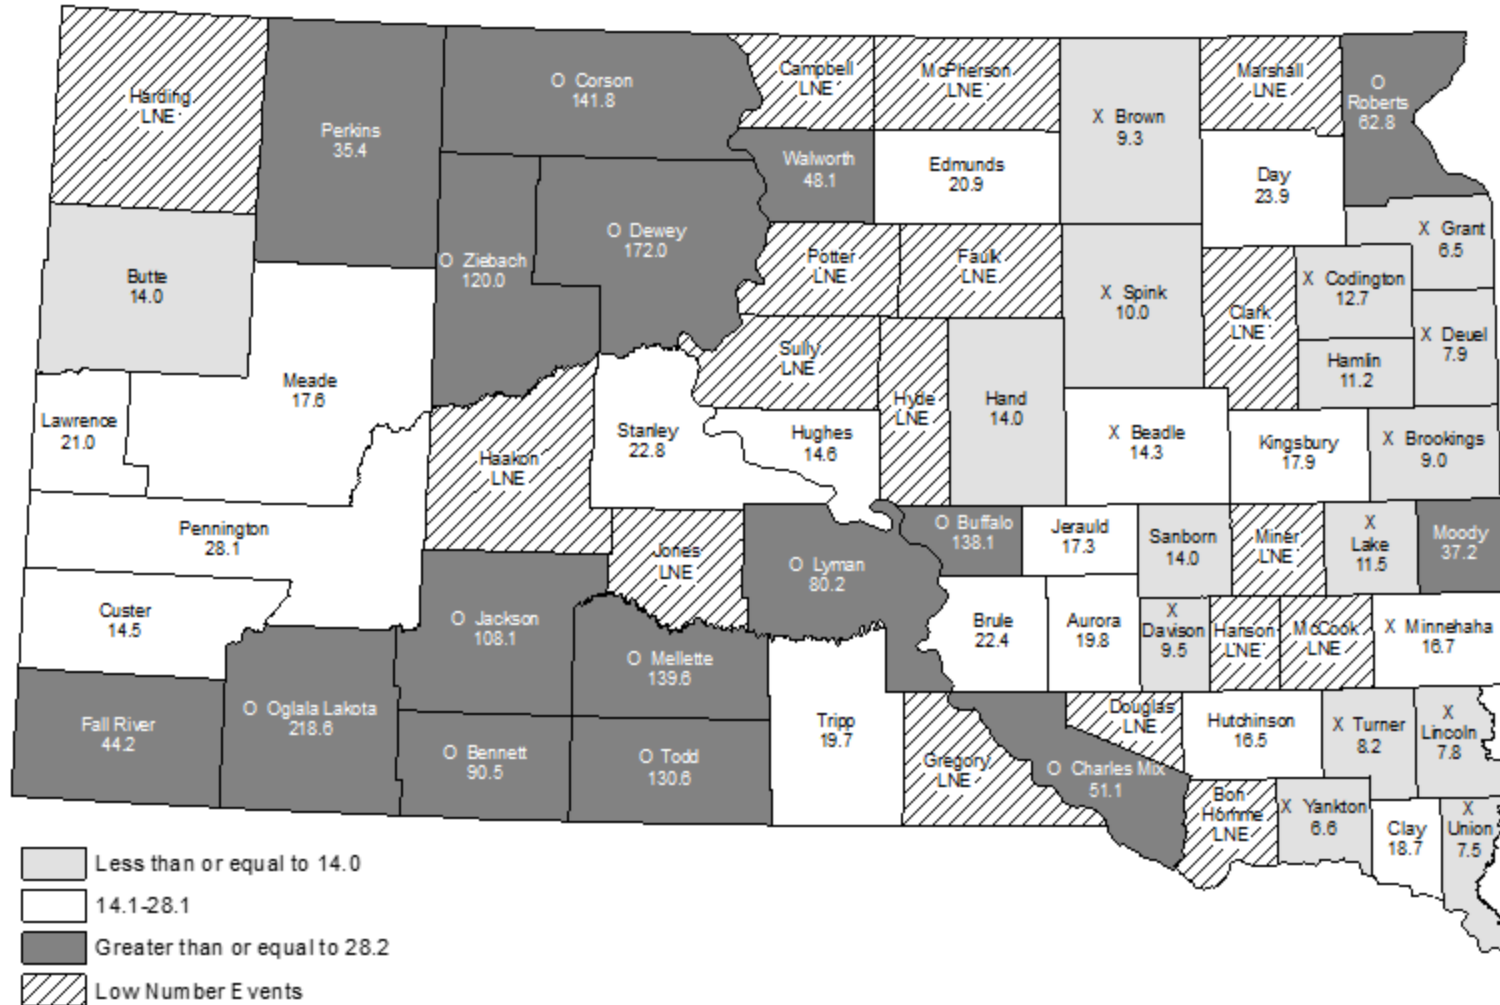 Harding
LNE
Perkins
35.4
O Corson
141.8
Campbell
LNE
McPherson
LNE
X Brown
9.3
Marshall
LNE
O
Roberts
62.8
Walworth
48.1
Edmunds
20.9
Day
23.9
Butte
14.0
O Ziebach
120.0
O Dewey
172.0
Potter
LNE
Faulk
LNE
X Spink
10.0
Clark
LNE
X Codington
12.7
X Grant
6.5
Hamlin
11.2
X Deuel
7.9
Lawrence
21.0
Meade
17.6
Sully
LNE
Hyde
LNE
Hand
14.0
Haakon
LNE
Stanley
22.8
Hughes
14.6
X Beadle
14.3
Kingsbury
17.9
X Brookings
9.0
Pennington
28.1
Jones
LNE
O Lyman
80.2
O Buffalo
138.1
Jerauld
17.3
Sanborn
14.0
Miner
LNE
X
Lake
11.5
Moody
37.2
Custer
14.5
O Jackson
108.1
O Mellette
139.6
Brule
22.4
Aurora
19.8
X
Davison
9.5
Hanson
LNE
McCook
LNE
X Minnehaha
16.7
Fall River
44.2
O Oglala Lakota
218.6
O Bennett
90.5
O Todd
130.6
Tripp
19.7
Gregory
LNE
O Charles Mix
51.1
Douglas
LNE
Hutchinson
16.5
X Turner
8.2
X
Lincoln
7.8
Bon
Homme
LNE
X Yankton
6.6
Clay
18.7
X
Union
7.5
Less than or equal to 14.0
14.1-28.1
Greater than or equal to 28.2
Low Number Events